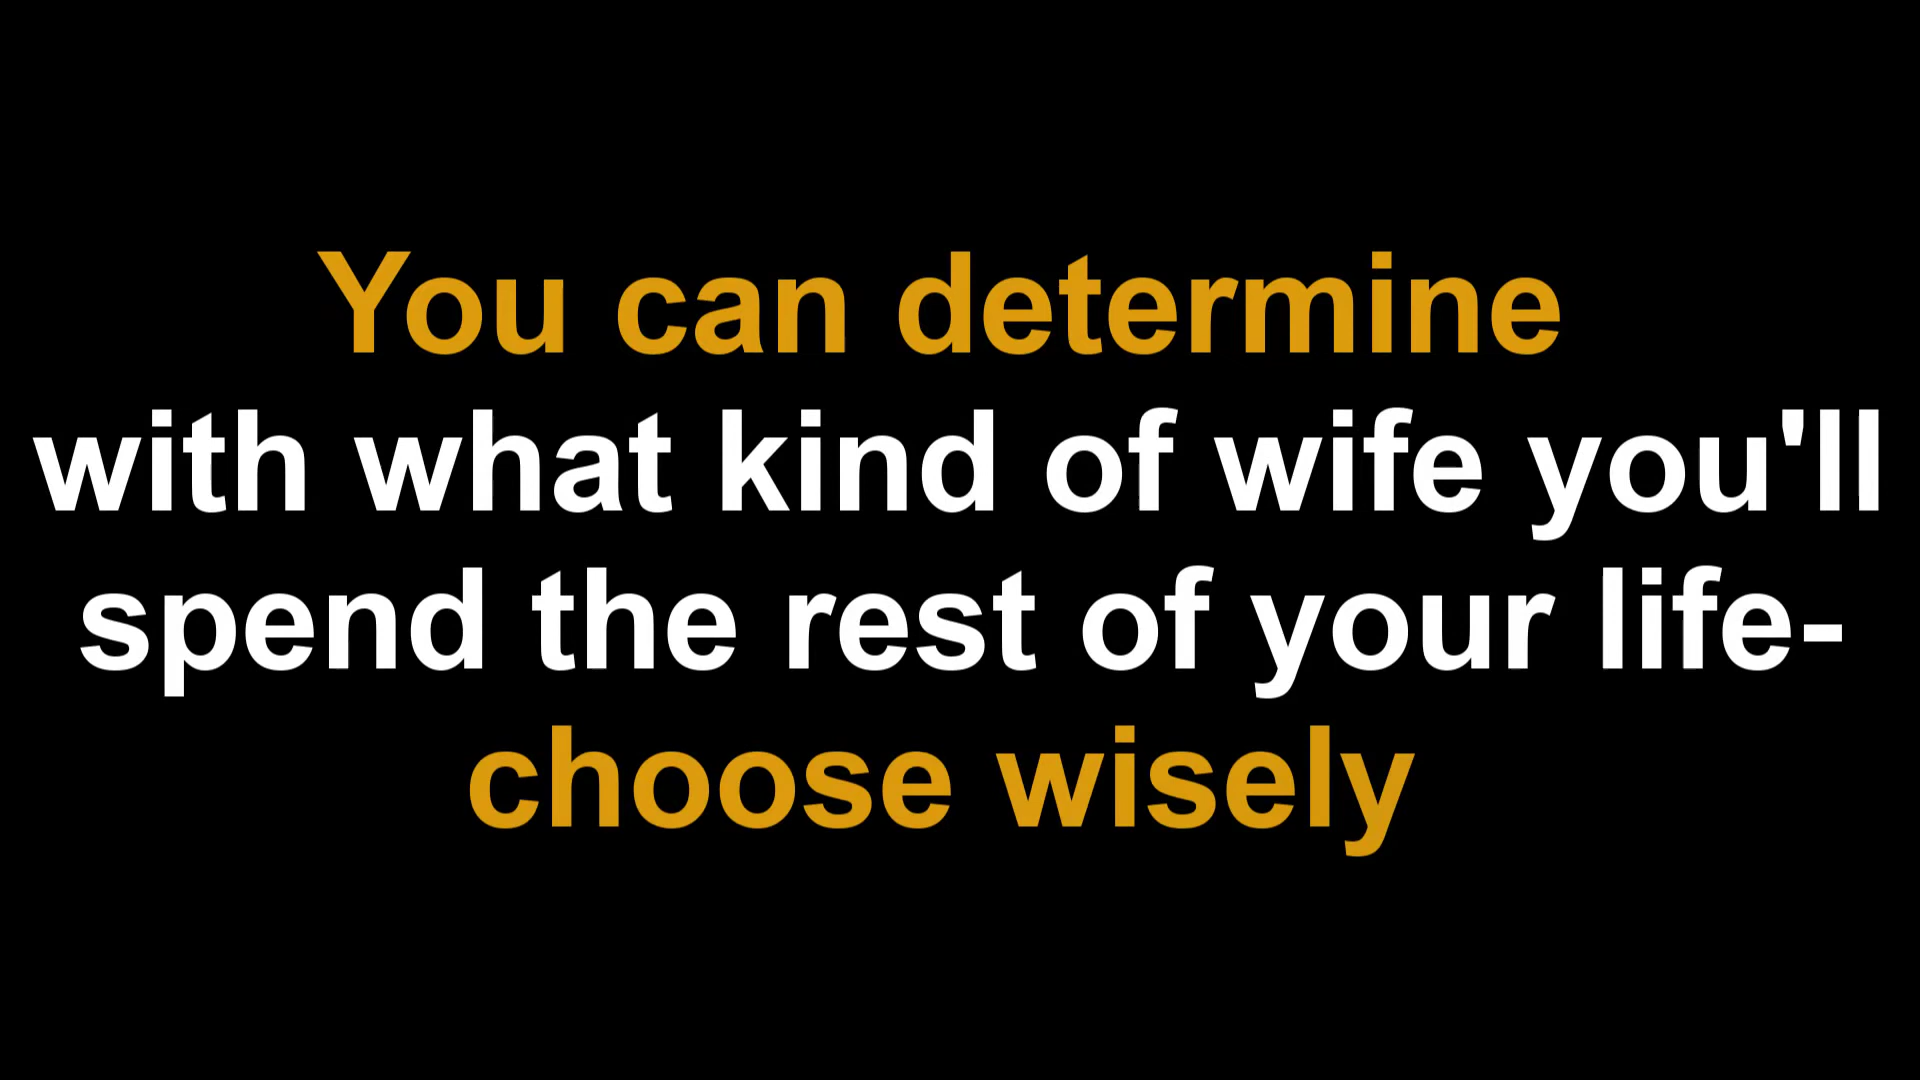 You can determine
with what kind of wife you'll
spend the rest of your life-
choose wisely